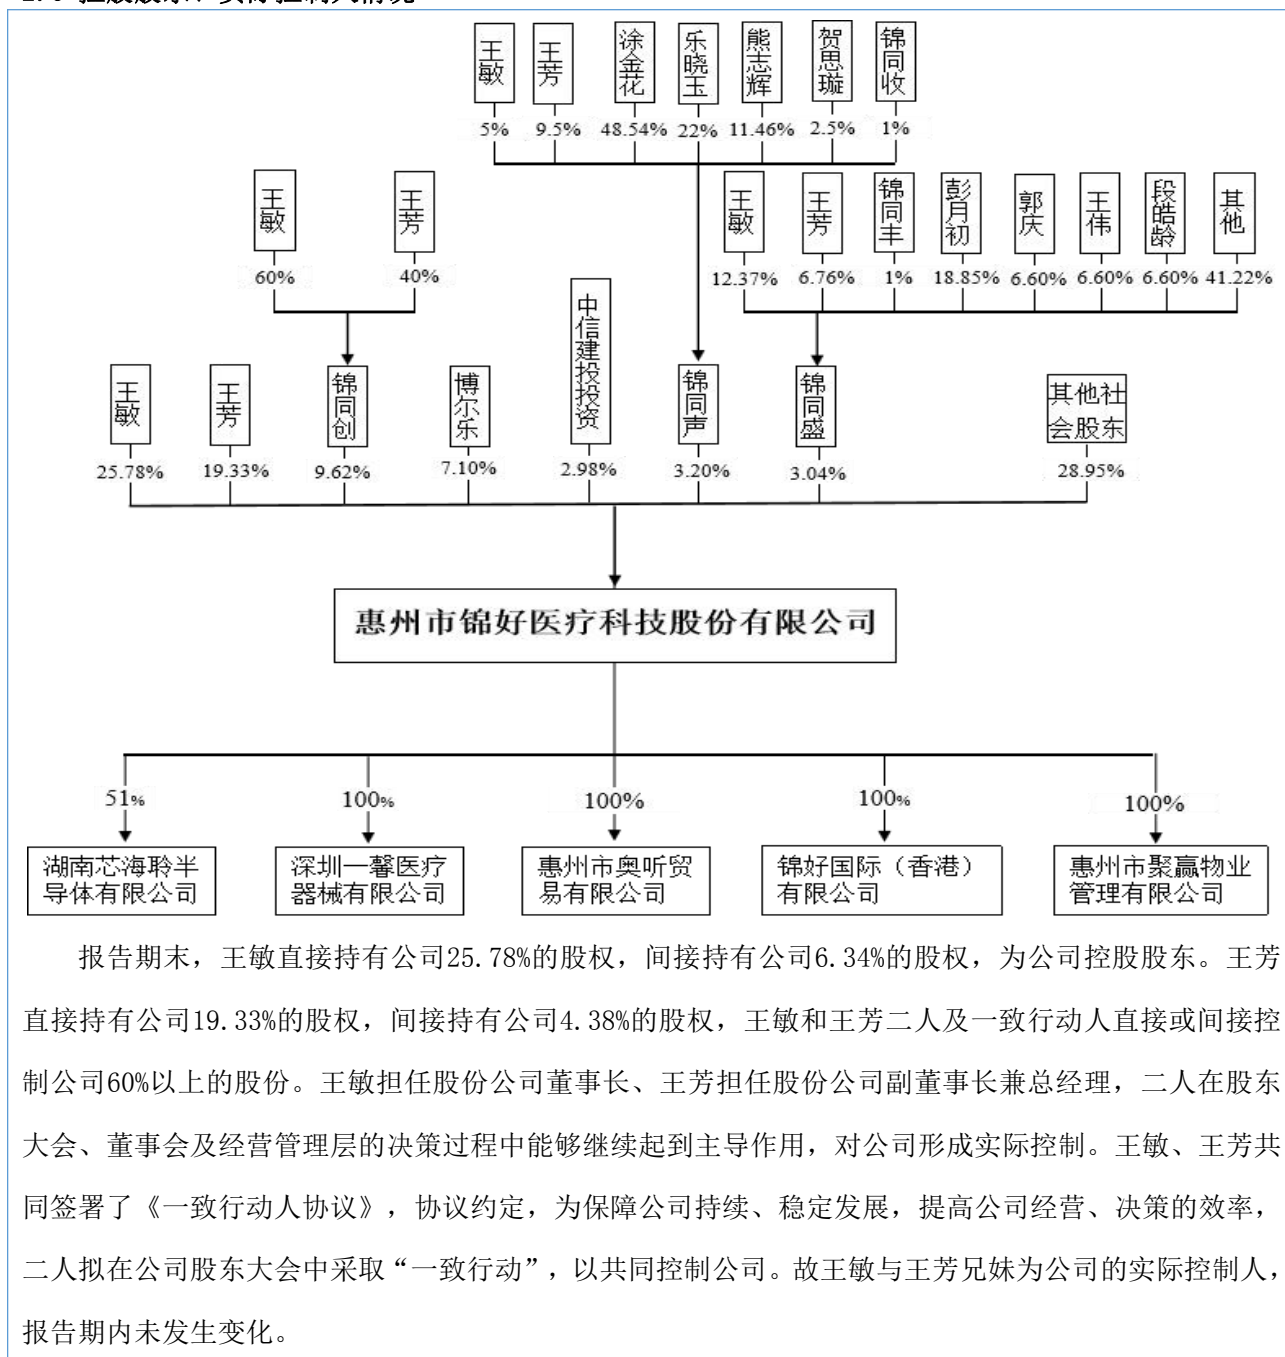 王敏 王芳 涂金花 乐晓玉 熊志辉 贺思璇 锦同收
5% 9.5% 48.54% 22% 11.46% 2.5% 1%
王敏 王芳 王敏 王芳 锦同丰 彭月初 郭庆 王伟 段皓龄 其他
60% 40% 12.37% 6.76% 1% 18.85% 6.60% 6.60% 6.60% 41.22%
王敏 王芳 锦同创 博尔乐 中信建投投资 锦同声 锦同盛 其他社会股东
25.78% 19.33% 9.62% 7.10% 2.98% 3.20% 3.04% 28.95%
惠州市锦好医疗科技股份有限公司
51% 100% 100% 100% 100%
湖南芯海聆半 深圳一馨医疗 惠州市奥听贸 锦好国际（香港） 惠州市聚赢物业
导体有限公司 器械有限公司 易有限公司 有限公司 管理有限公司
报告期末，王敏直接持有公司25.78%的股权，间接持有公司6.34%的股权，为公司控股股东。王芳
直接持有公司19.33%的股权，间接持有公司4.38%的股权，王敏和王芳二人及一致行动人直接或间接控
制公司60%以上的股份。王敏担任股份公司董事长、王芳担任股份公司副董事长兼总经理，二人在股东
大会、董事会及经营管理层的决策过程中能够继续起到主导作用，对公司形成实际控制。王敏、王芳共
同签署了《一致行动人协议》，协议约定，为保障公司持续、稳定发展，提高公司经营、决策的效率，
二人拟在公司股东大会中采取“一致行动”，以共同控制公司。故王敏与王芳兄妹为公司的实际控制人，
报告期内未发生变化。